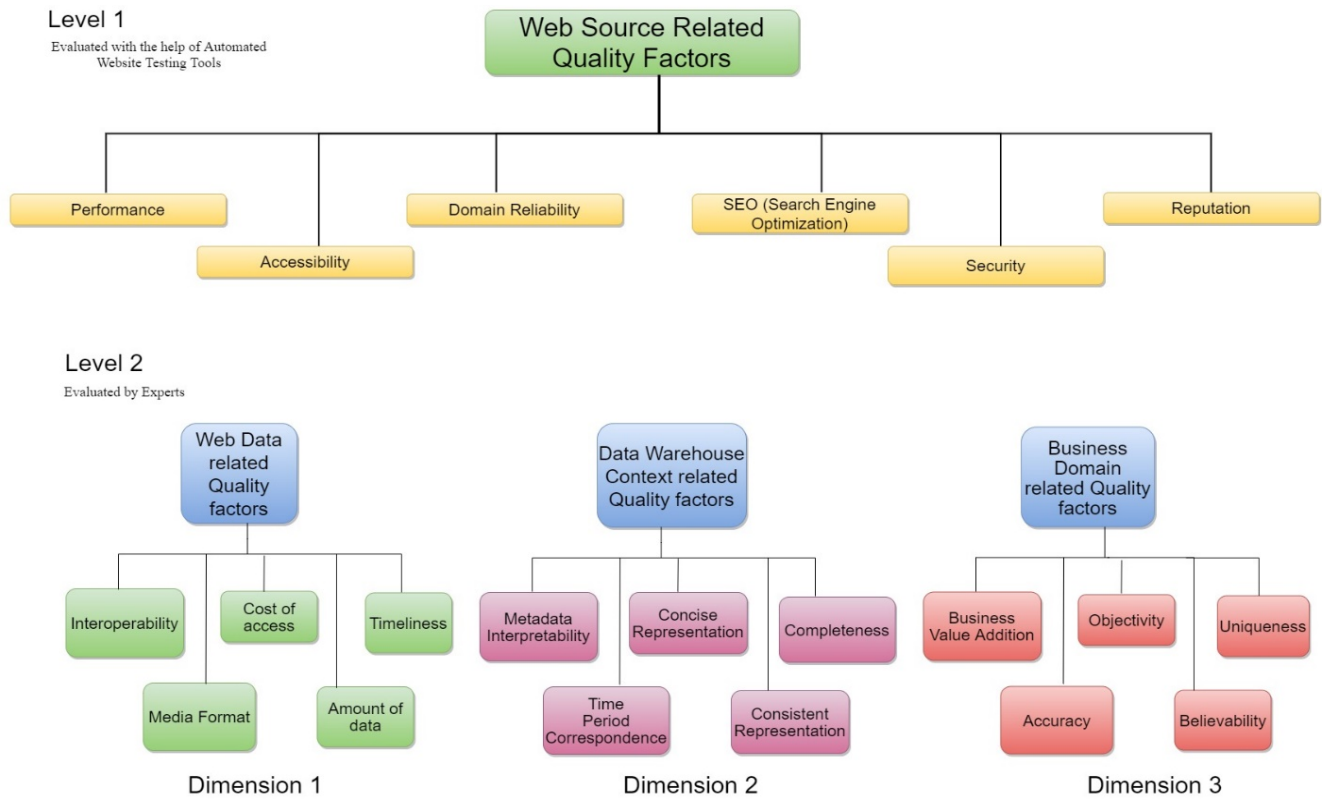 Level 1
Evaluated with the help of Automated
Website Testing Tools
Web Source Related
Quality Factors
Performance
Accessibility
Domain Reliability
SEO (Search Engine
Optimization)
Security
Reputation
Level 2
Evaluated by Experts
Web Data
related
Quality
factors
Interoperability
Media Format
Cost of
access
Amount of
data
Timeliness
Dimension 1
Data Warehouse
Context related
Quality factors
Metadata
Interpretability
Time
Period
Correspondence
Concise
Representation
Consistent
Representation
Completeness
Dimension 2
Business
Domain
related Quality
factors
Business
Value Addition
Accuracy
Objectivity
Believability
Uniqueness
Dimension 3